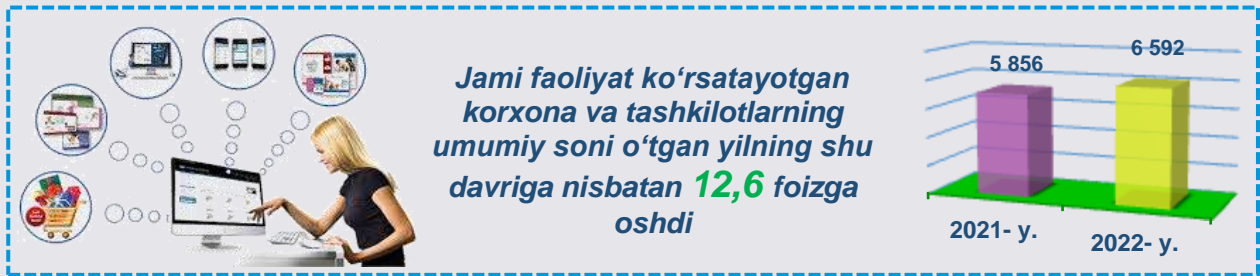 Jami faoliyat ko‘rsatayotgan
korxona va tashkilotlarning
umumiy soni o‘tgan yilning shu
davriga nisbatan 12,6 foizga
oshdi
5 856
6 592
2021- y.
2022- y.